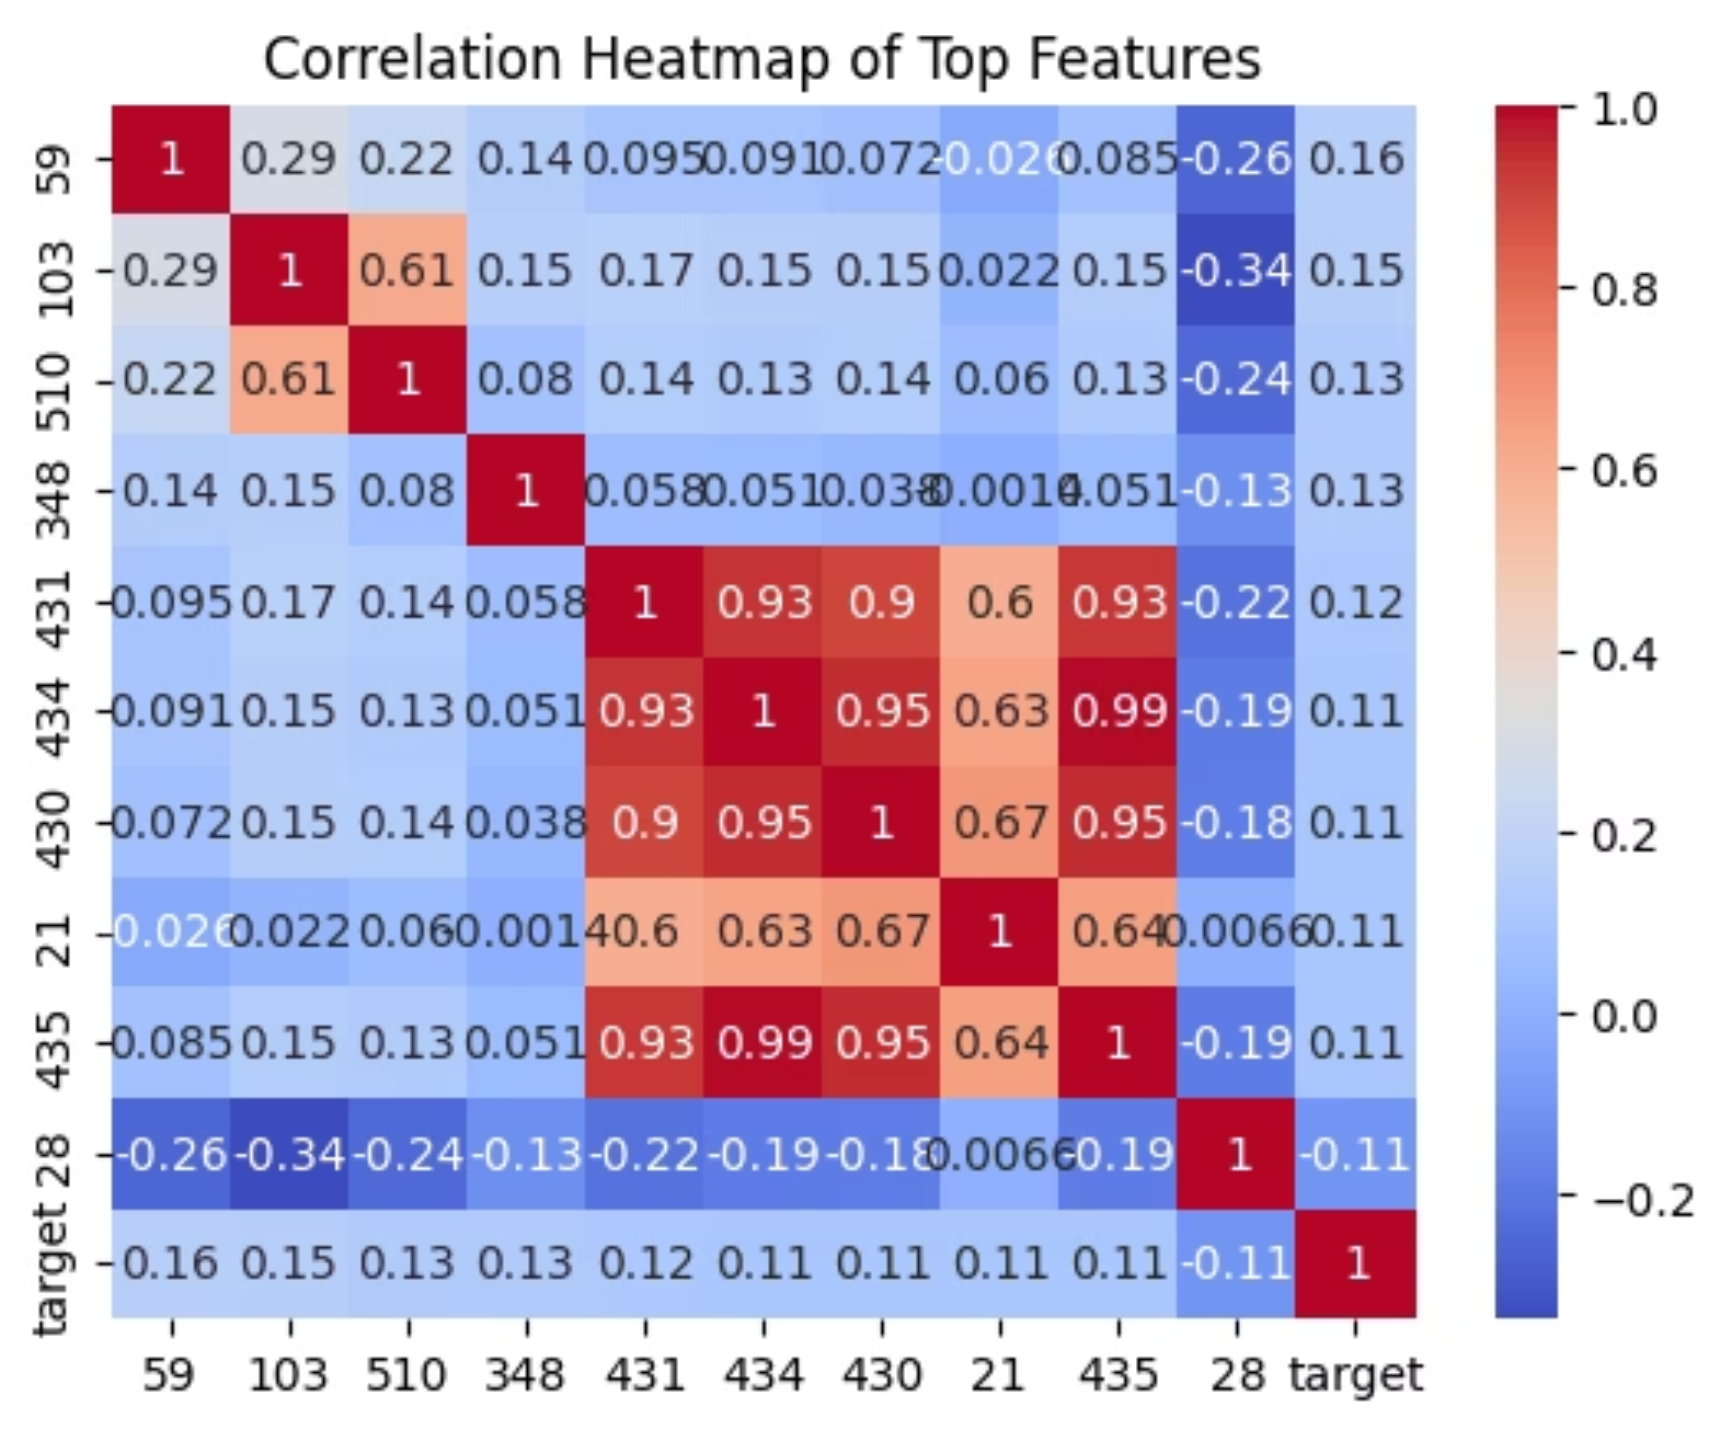 Correlation Heatmap of Top Features
59 1 0.29 0.22 0.14 0.095 0.091 0.072 -0.026 0.085 -0.26 0.16
103 0.29 1 0.61 0.15 0.17 0.15 0.15 0.022 0.15 -0.34 0.15
510 0.22 0.61 1 0.08 0.14 0.13 0.14 0.06 0.13 -0.24 0.13
348 0.14 0.15 0.08 1 0.058 0.051 0.038 -0.0014 0.051 -0.13 0.13
431 0.095 0.17 0.14 0.058 1 0.93 0.9 0.6 0.93 -0.22 0.12
434 0.091 0.15 0.13 0.051 0.93 1 0.95 0.63 0.99 -0.19 0.11
430 0.072 0.15 0.14 0.038 0.9 0.95 1 0.67 0.95 -0.18 0.11
21 -0.026 0.022 0.06 -0.0014 0.6 0.63 0.67 1 0.64 0.0066 0.11
435 0.085 0.15 0.13 0.051 0.93 0.99 0.95 0.64 1 -0.19 0.11
28 -0.26 -0.34 -0.24 -0.13 -0.22 -0.19 -0.18 0.0066 -0.19 1 -0.11
target 0.16 0.15 0.13 0.13 0.12 0.11 0.11 0.11 0.11 -0.11 1
59 103 510 348 431 434 430 21 435 28 target
1.0
0.8
0.6
0.4
0.2
0.0
−0.2